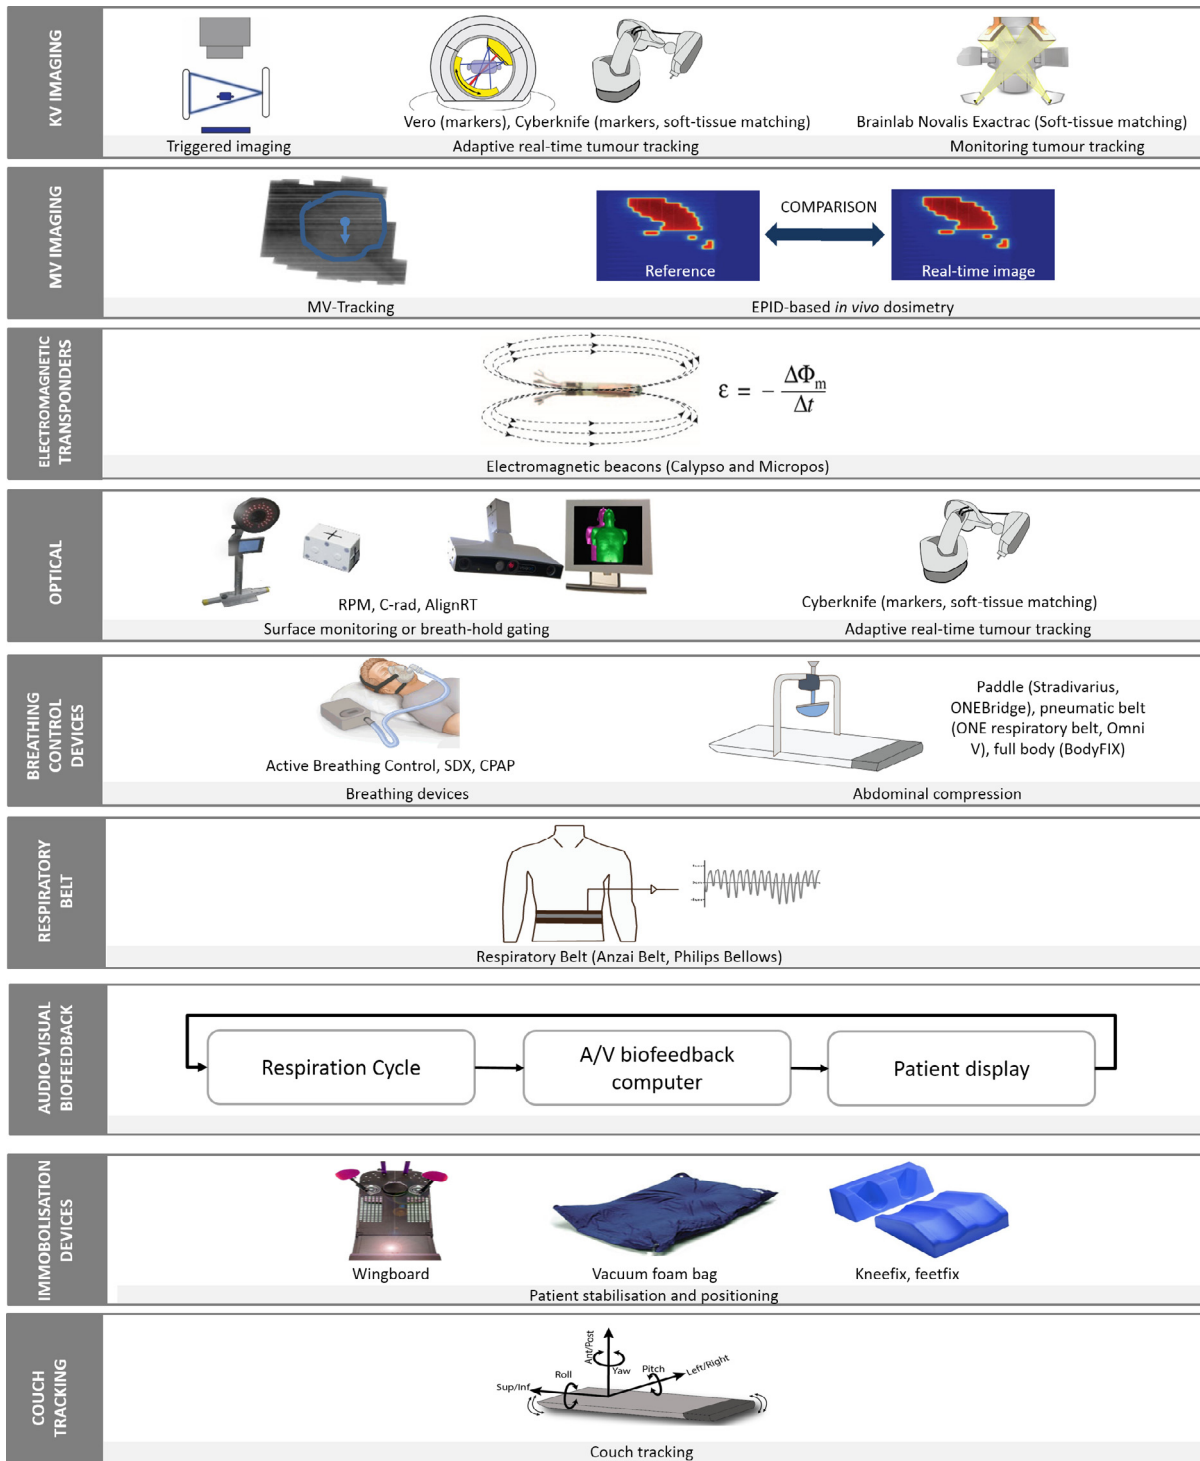 KV IMAGING
Vero (markers), Cyberknife (markers, soft-tissue matching)
Brainlab Novalis Exactrac (Soft-tissue matching)
Triggered imaging
Adaptive real-time tumour tracking
Monitoring tumour tracking
MV IMAGING
COMPARISON
Reference
Real-time image
MV-Tracking
EPID-based in vivo dosimetry
ELECTROMAGNETIC
TRANSPONDERS
ε = − ΔΦm
Δt
Electromagnetic beacons (Calypso and Micropos)
OPTICAL
RPM, C-rad, AlignRT
Cyberknife (markers, soft-tissue matching)
Surface monitoring or breath-hold gating
Adaptive real-time tumour tracking
BREATHING
CONTROL
DEVICES
Active Breathing Control, SDX, CPAP
Paddle (Stradivarius,
ONEBridge), pneumatic belt
(ONE respiratory belt, Omni
V), full body (BodyFIX)
Breathing devices
Abdominal compression
RESPIRATORY
BELT
Respiratory Belt (Anzai Belt, Philips Bellows)
AUDIO-VISUAL
BIOFEEDBACK
Respiration Cycle
A/V biofeedback
computer
Patient display
IMMOBOLISATION
DEVICES
Wingboard
Vacuum foam bag
Kneefix, feetfix
Patient stabilisation and positioning
COUCH
TRACKING
Ant/Post
Yaw
Roll
Pitch
Left/Right
Sup/Inf
Couch tracking